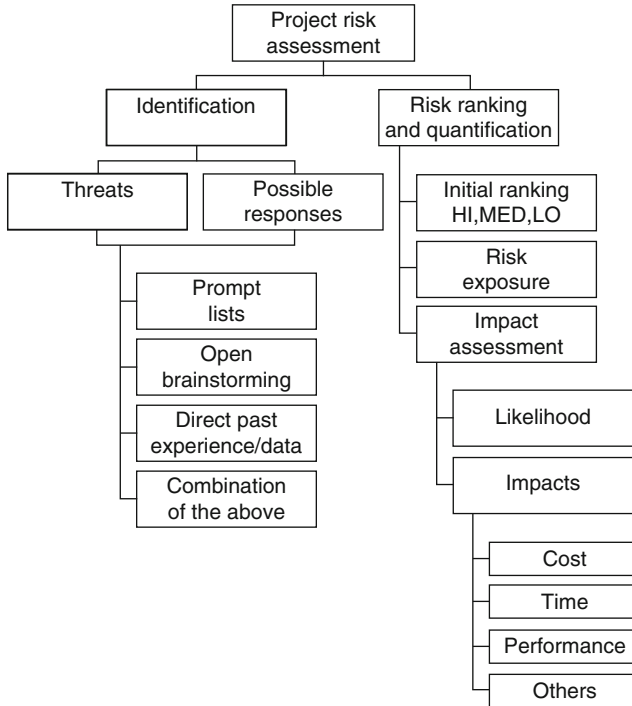 Project risk
assessment
Identification
Risk ranking
and quantification
Threats
Possible
responses
Initial ranking
HI,MED,LO
Risk
exposure
Impact
assessment
Prompt
lists
Open
brainstorming
Direct past
experience/data
Combination
of the above
Likelihood
Impacts
Cost
Time
Performance
Others